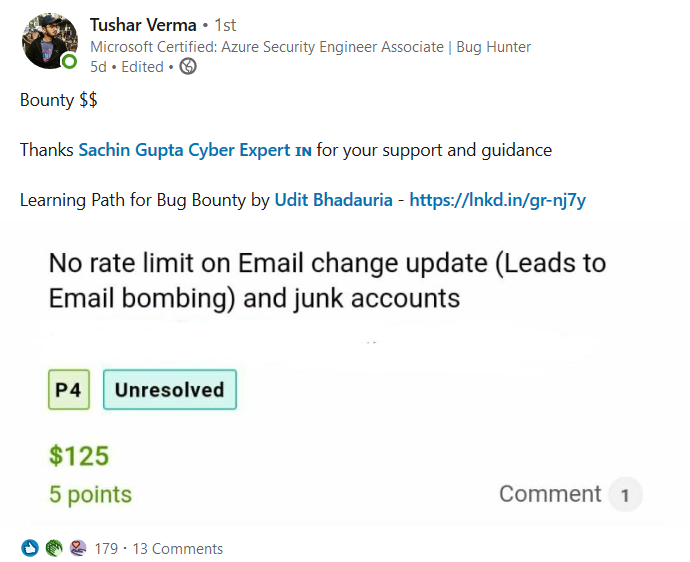 Tushar Verma • 1st
Microsoft Certified: Azure Security Engineer Associate | Bug Hunter
5d • Edited •
Bounty $$
Thanks Sachin Gupta Cyber Expert ɪɴ for your support and guidance
Learning Path for Bug Bounty by Udit Bhadauria - https://lnkd.in/gr-nj7y
No rate limit on Email change update (Leads to
Email bombing) and junk accounts
P4 Unresolved
$125
5 points Comment 1
179 · 13 Comments